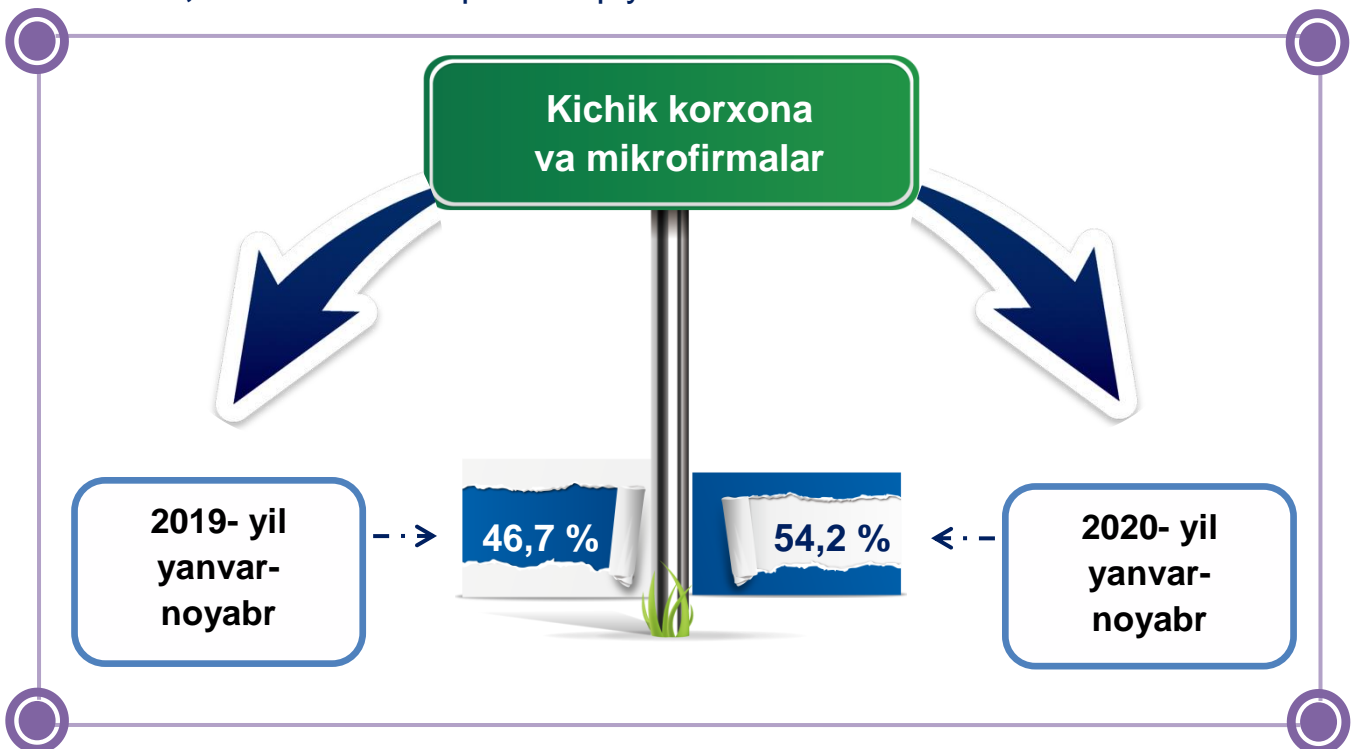 Kichik korxona
va mikrofirmalar
46,7 %
54,2 %
2019- yil
yanvar-
noyabr
2020- yil
yanvar-
noyabr